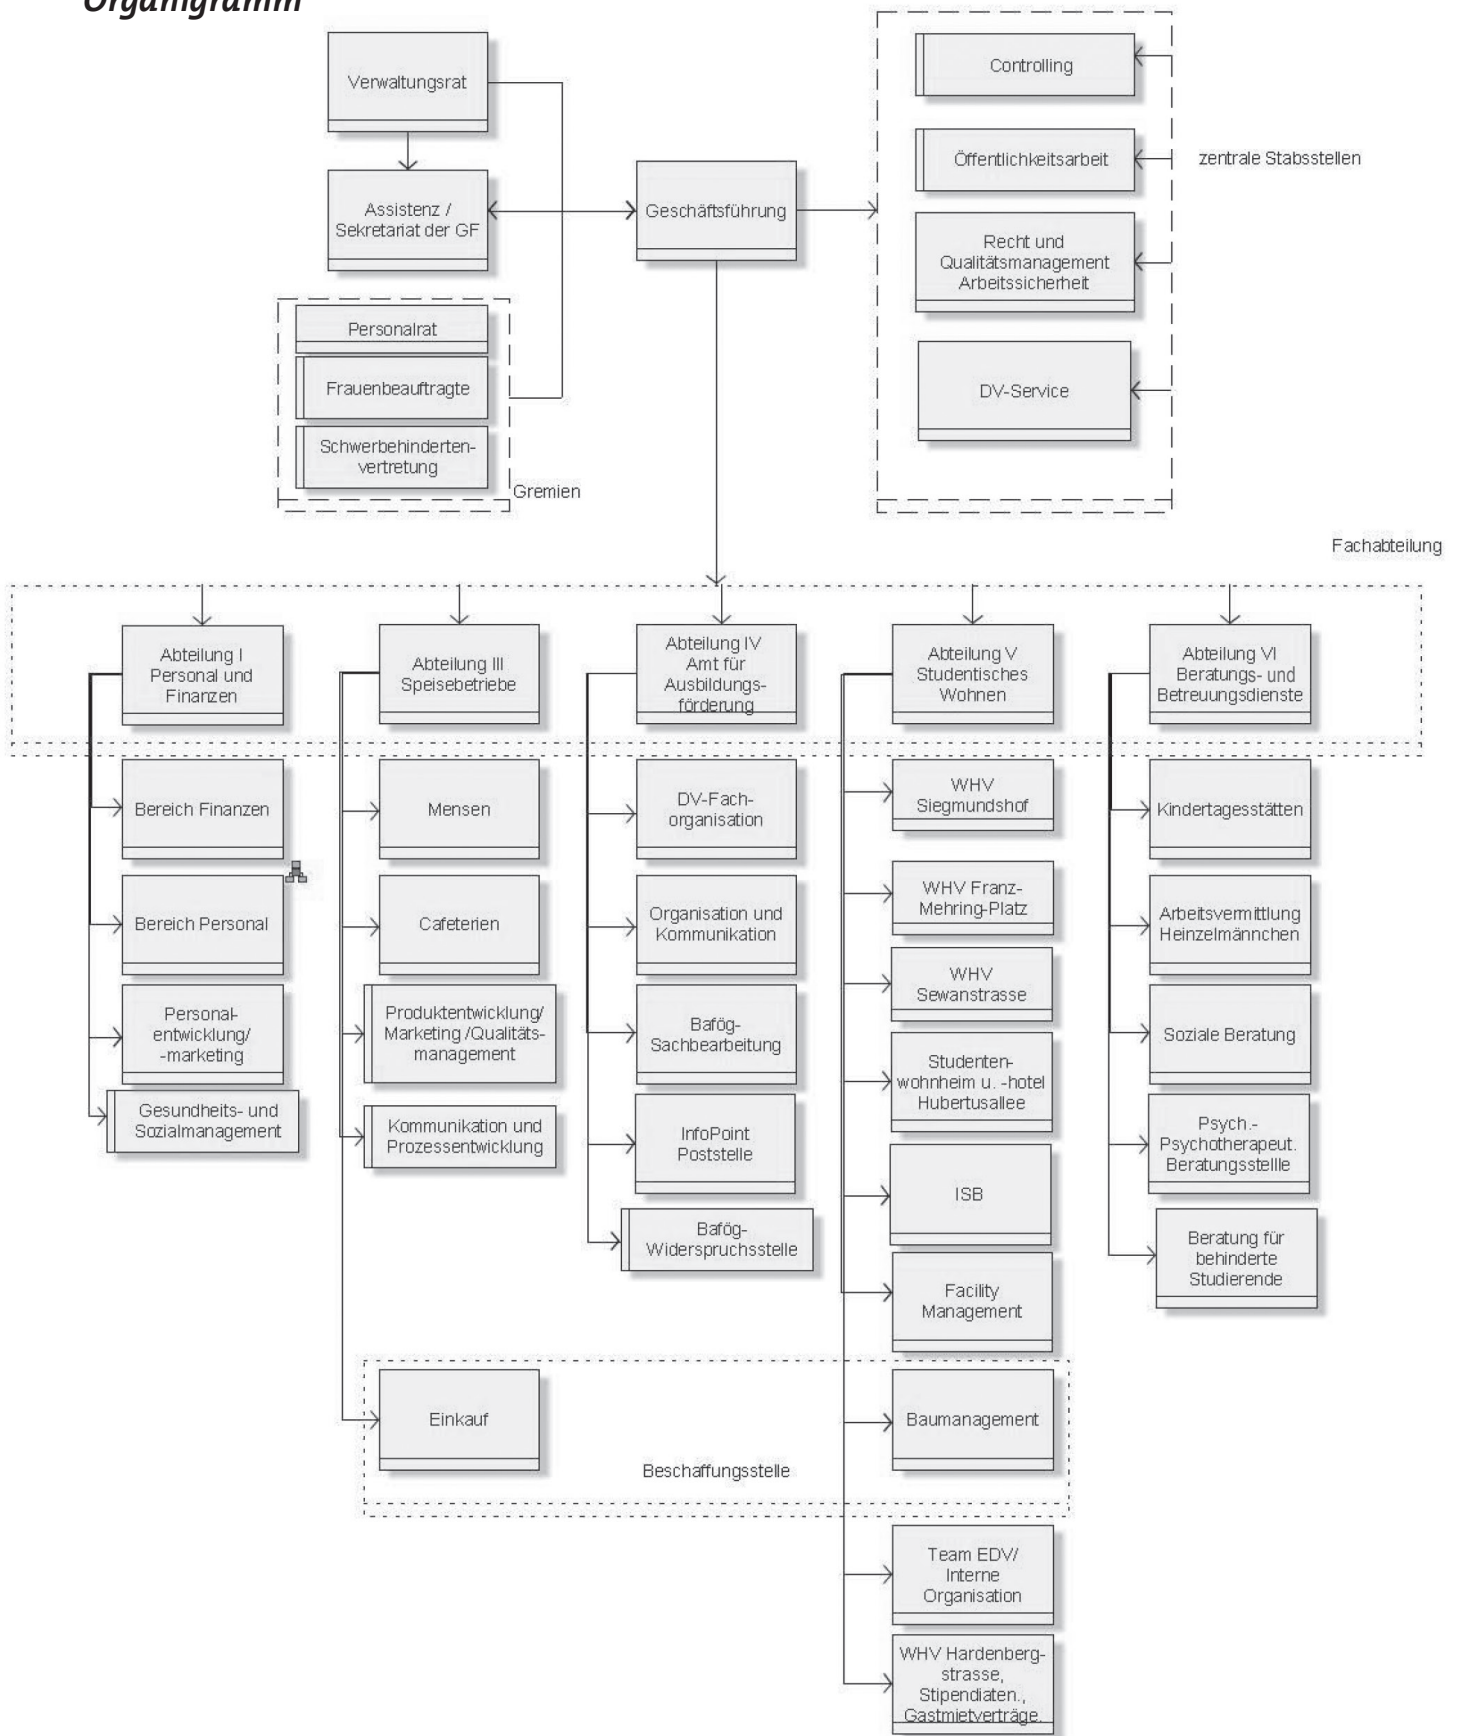 Organigramm
Verwaltungsrat
Assistenz /
Sekretariat der GF
Geschäftsführung
Personalrat
Frauenbeauftragte
Schwerbehinderten-
vertretung
Gremien
Controlling
Öffentlichkeitsarbeit
Recht und
Qualitätsmanagement
Arbeitssicherheit
DV-Service
zentrale Stabsstellen
Fachabteilung
Abteilung I
Personal und
Finanzen
Bereich Finanzen
Bereich Personal
Personal-
entwicklung/
-marketing
Gesundheits- und
Sozialmanagement
Abteilung III
Speisebetriebe
Mensen
Cafeterien
Produktentwicklung/
Marketing /Qualitäts-
management
Kommunikation und
Prozessentwicklung
Einkauf
Abteilung IV
Amt für
Ausbildungs-
förderung
DV-Fach-
organisation
Organisation und
Kommunikation
Bafög-
Sachbearbeitung
InfoPoint
Poststelle
Bafög-
Widerspruchsstelle
Beschaffungsstelle
Abteilung V
Studentisches
Wohnen
WHV
Siegmundshof
WHV Franz-
Mehring-Platz
WHV
Sewanstrasse
Studenten-
wohnheim u. -hotel
Hubertusallee
ISB
Facility
Management
Baumanagement
Team EDV/
Interne
Organisation
WHV Hardenberg-
strasse,
Stipendiaten.,
Gastmietverträge.
Abteilung VI
Beratungs- und
Betreuungsdienste
Kindertagesstätten
Arbeitsvermittlung
Heinzelmännchen
Soziale Beratung
Psych.-
Psychotherapeut.
Beratungsstellle
Beratung für
behinderte
Studierende